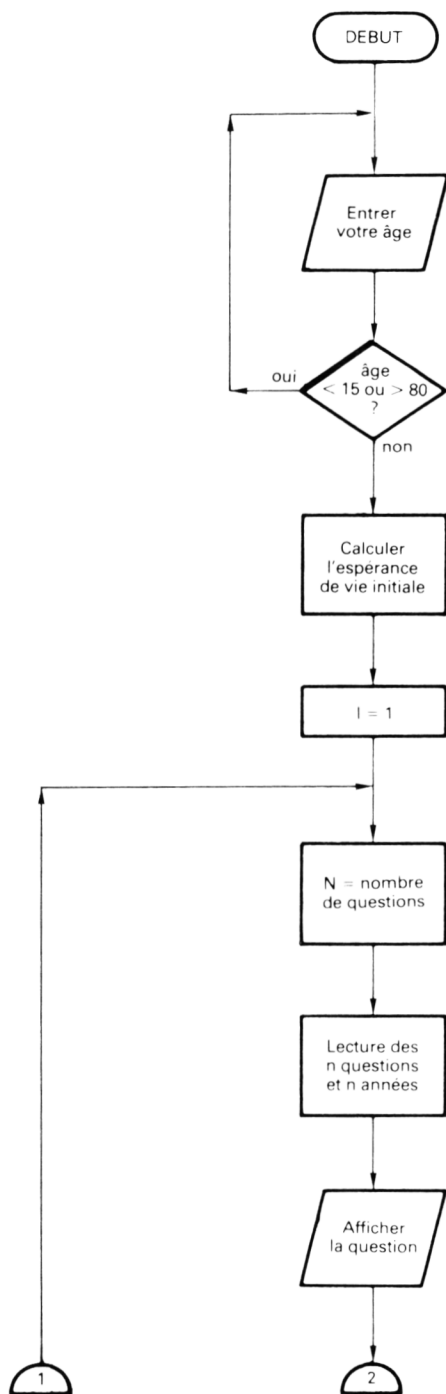 DEBUT
Entrer
votre âge
âge
< 15 ou > 80
?
oui
non
Calculer
l'espérance
de vie initiale
I = 1
N = nombre
de questions
Lecture des
n questions
et n années
Afficher
la question
1
2